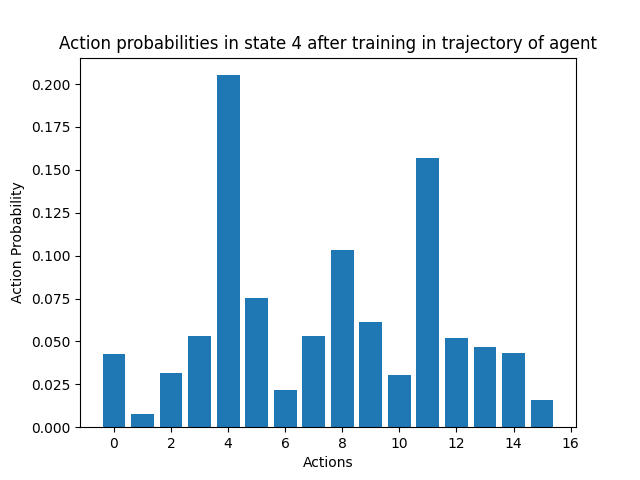 Action probabilities in state 4 after training in trajectory of agent
0.200
0.175
0.150
0.125
0.100
0.075
0.050
0.025
0.000
Action Probability
0 2 4 6 8 10 12 14 16
Actions